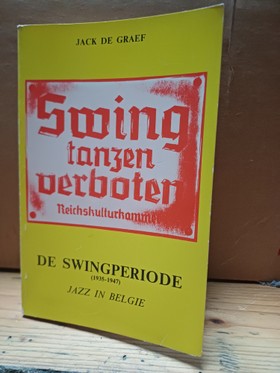 JACK DE GRAEF
Swing
tanzen
verboten
Reichskulturkammer
DE SWINGPERIODE
(1935-1947)
JAZZ IN BELGIE